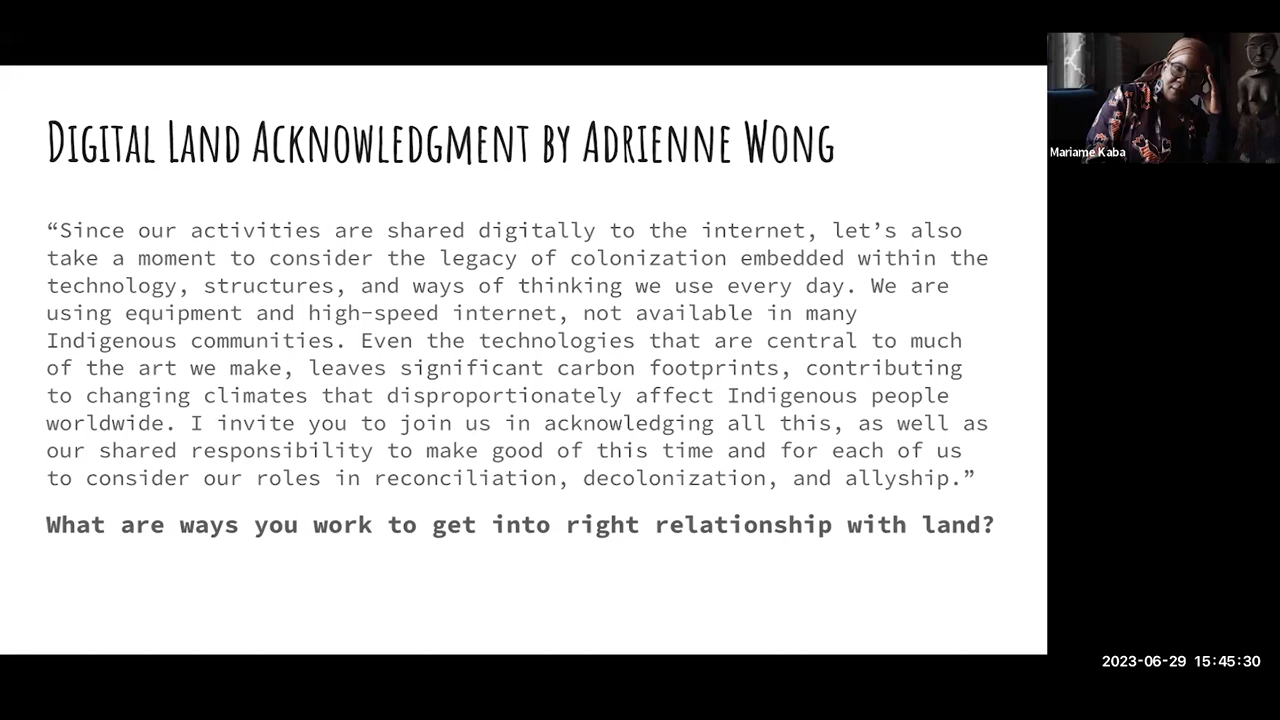 Digital Land Acknowledgment by Adrienne Wong
“Since our activities are shared digitally to the internet, let’s also
take a moment to consider the legacy of colonization embedded within the
technology, structures, and ways of thinking we use every day. We are
using equipment and high-speed internet, not available in many
Indigenous communities. Even the technologies that are central to much
of the art we make, leaves significant carbon footprints, contributing
to changing climates that disproportionately affect Indigenous people
worldwide. I invite you to join us in acknowledging all this, as well as
our shared responsibility to make good of this time and for each of us
to consider our roles in reconciliation, decolonization, and allyship.”
What are ways you work to get into right relationship with land?
Mariame Kaba
2023-06-29 15:45:30